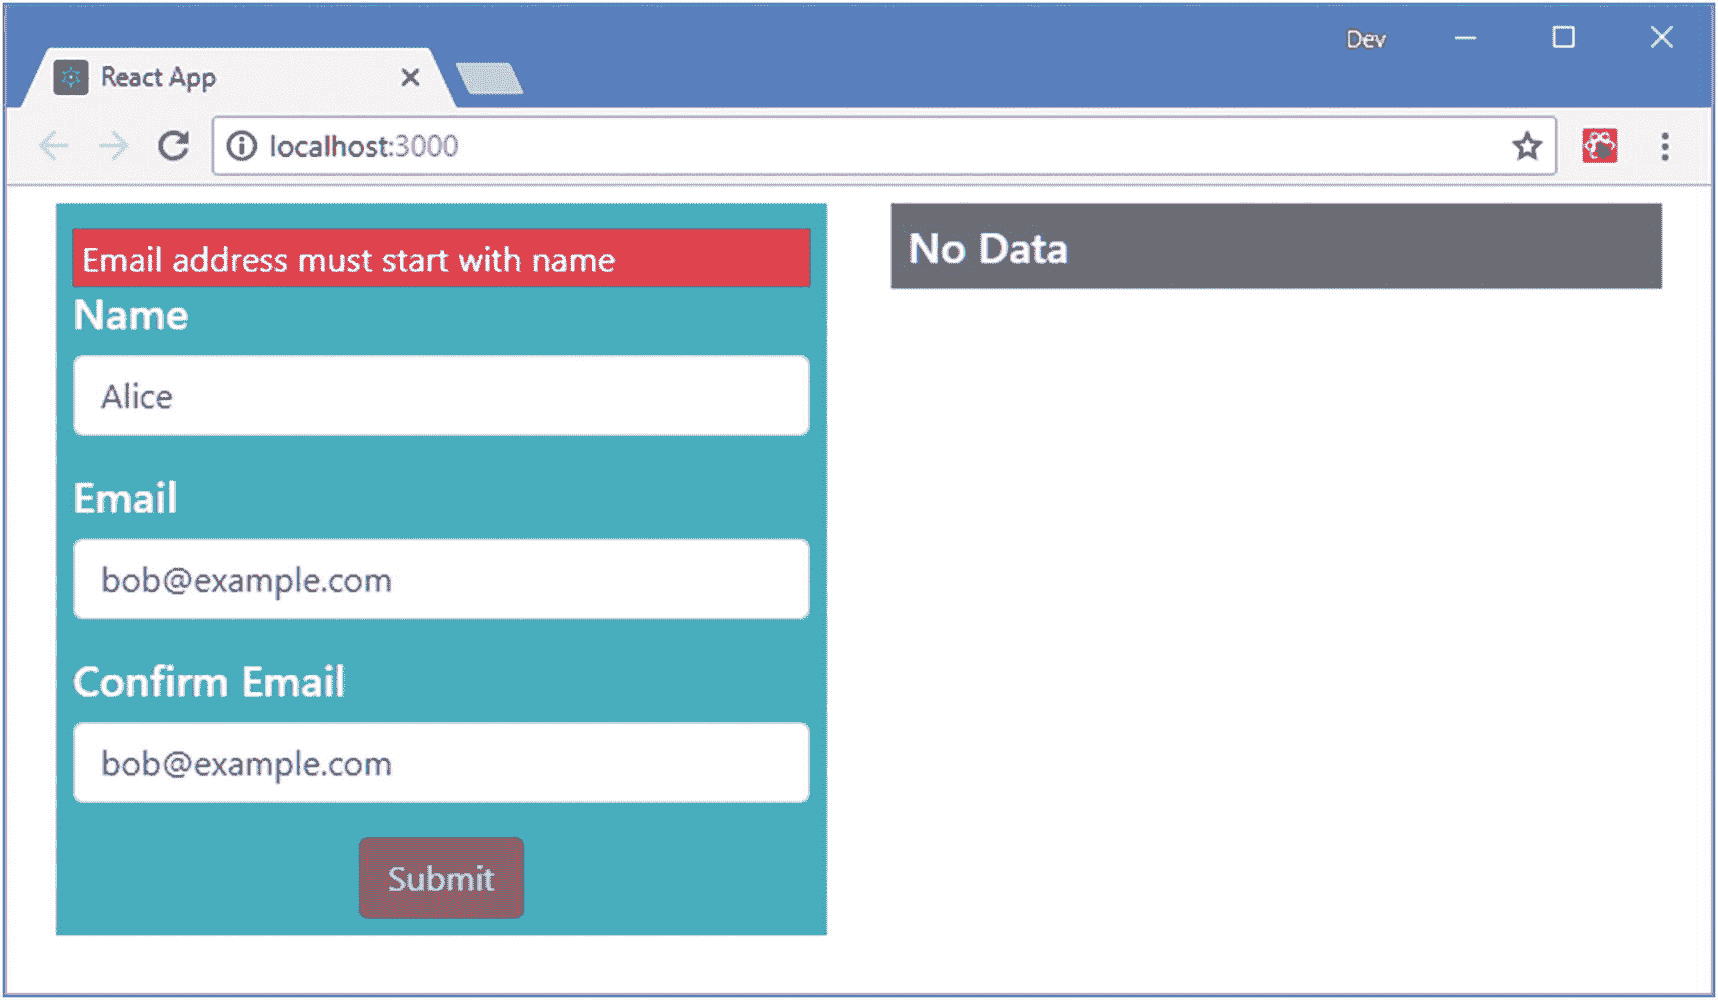 Dev
React App
localhost:3000
Email address must start with name
Name
Alice
Email
bob@example.com
Confirm Email
bob@example.com
Submit
No Data